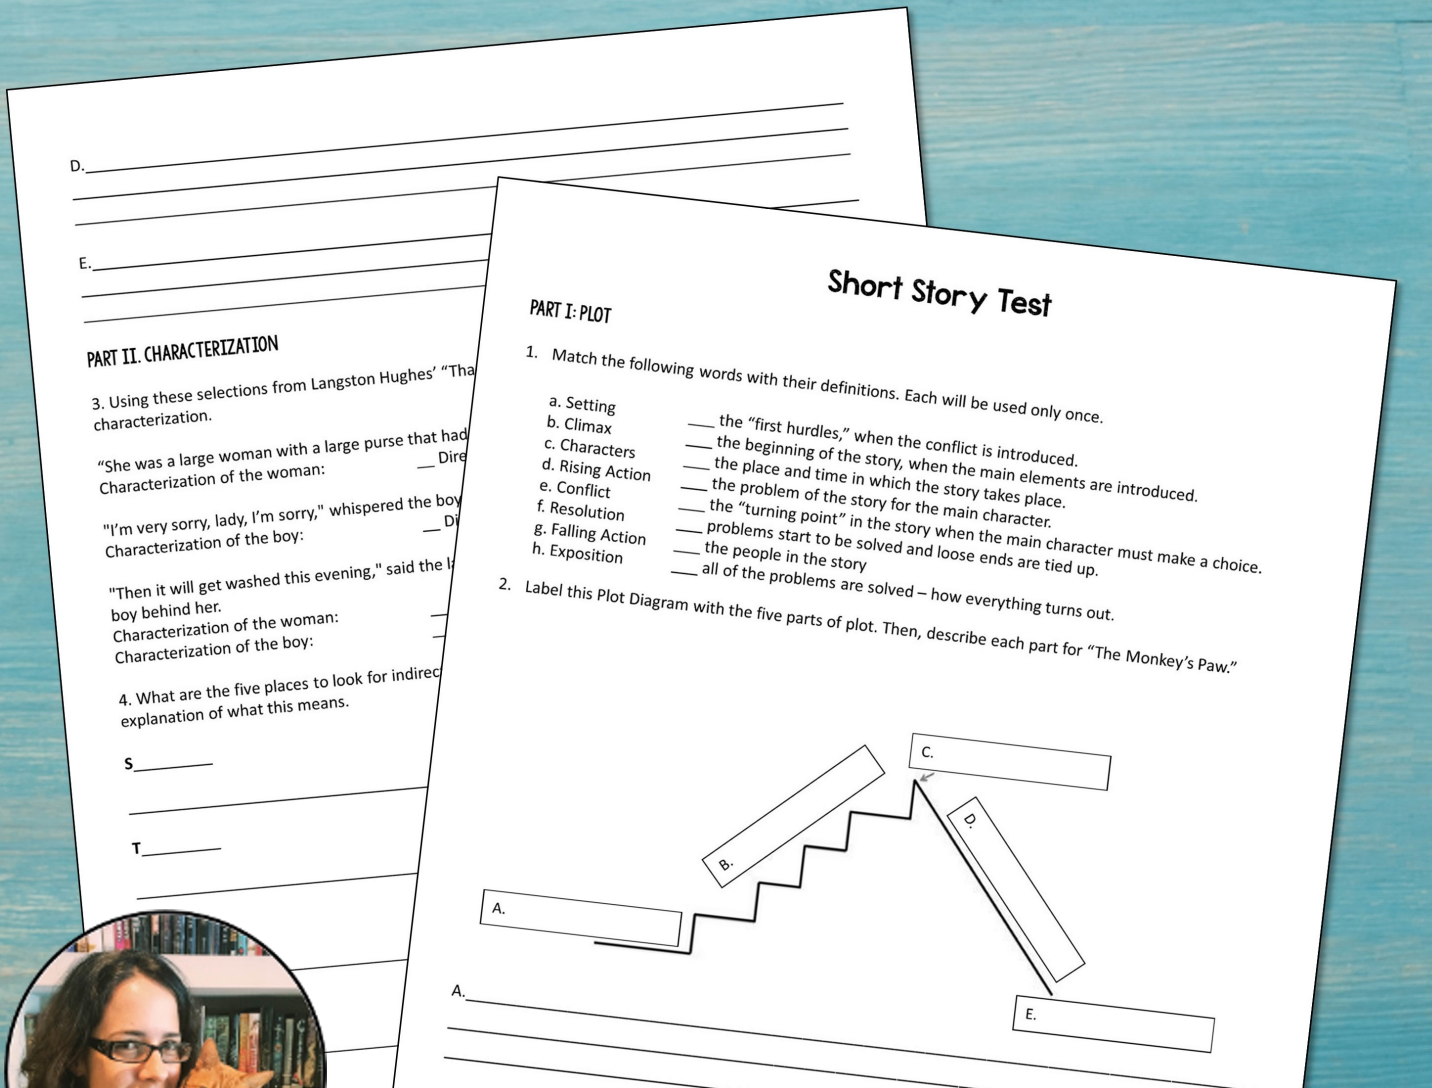 D.
E.
PART II. CHARACTERIZATION
3. Using these selections from Langston Hughes’ “Tha
characterization.
“She was a large woman with a large purse that had
Characterization of the woman: __ Dire
"I’m very sorry, lady, I’m sorry," whispered the boy
Characterization of the boy: __ Di
"Then it will get washed this evening," said the la
boy behind her.
Characterization of the woman: __
Characterization of the boy: __
4. What are the five places to look for indirec
explanation of what this means.
S________
T________
Short Story Test
PART I: PLOT
1. Match the following words with their definitions. Each will be used only once.
a. Setting ___ the “first hurdles,” when the conflict is introduced.
b. Climax ___ the beginning of the story, when the main elements are introduced.
c. Characters ___ the place and time in which the story takes place.
d. Rising Action ___ the problem of the story for the main character.
e. Conflict ___ the “turning point” in the story when the main character must make a choice.
f. Resolution ___ problems start to be solved and loose ends are tied up.
g. Falling Action ___ the people in the story
h. Exposition ___ all of the problems are solved – how everything turns out.
2. Label this Plot Diagram with the five parts of plot. Then, describe each part for “The Monkey’s Paw.”
C.
B.
D.
A.
E.
A.